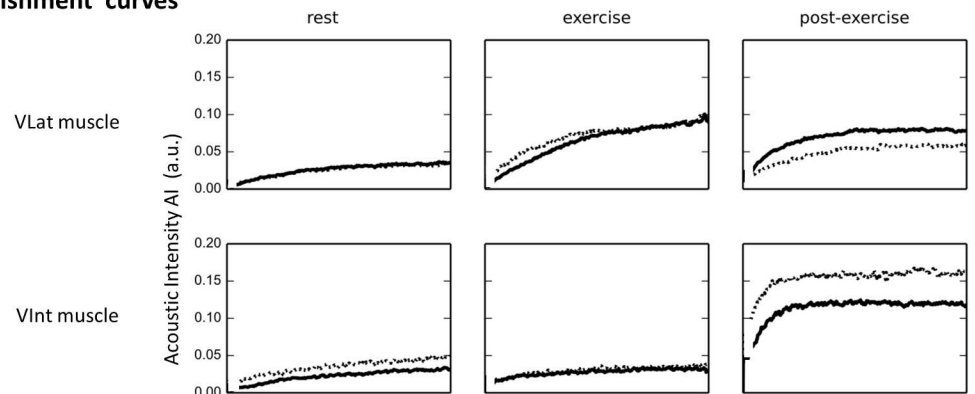 curves
rest
exercise
post-exercise
VLat muscle
VInt muscle
Acoustic Intensity AI (a.u.)
0.20
0.15
0.10
0.05
0.00
0.20
0.15
0.10
0.05
0.00